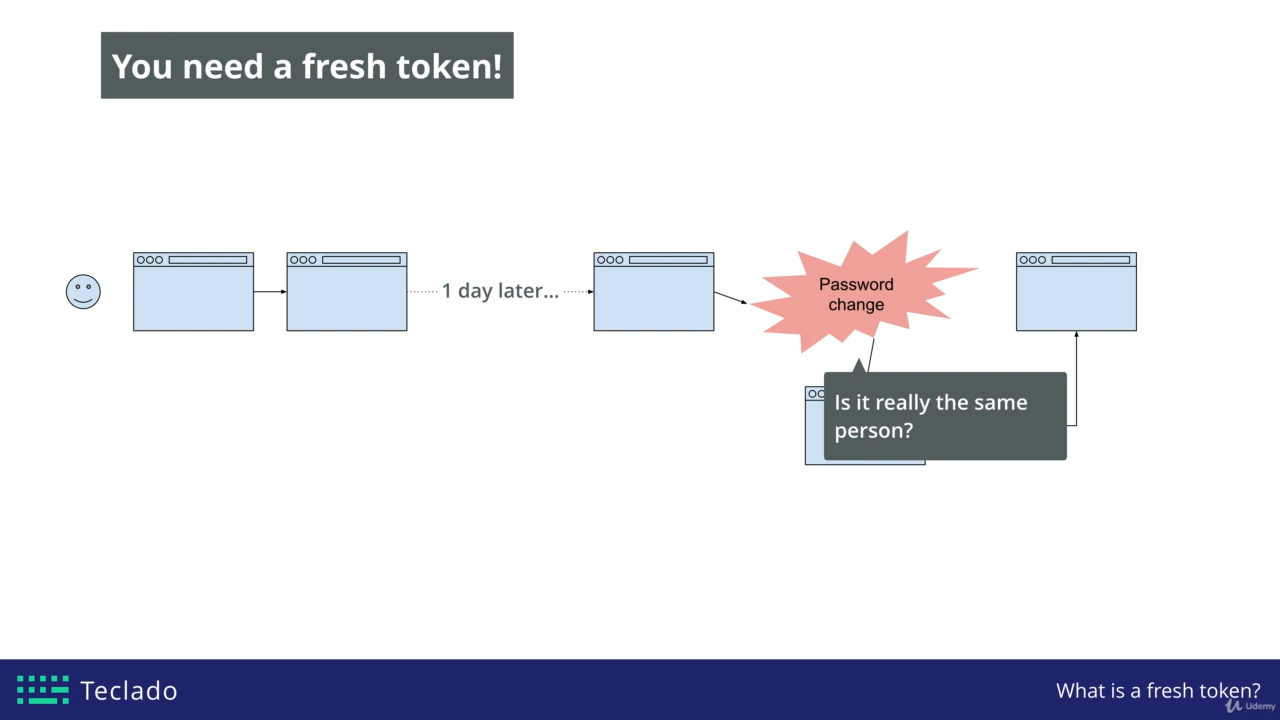 You need a fresh token!
1 day later...
Password
change
Is it really the same
person?
Teclado
What is a fresh token?
Udemy